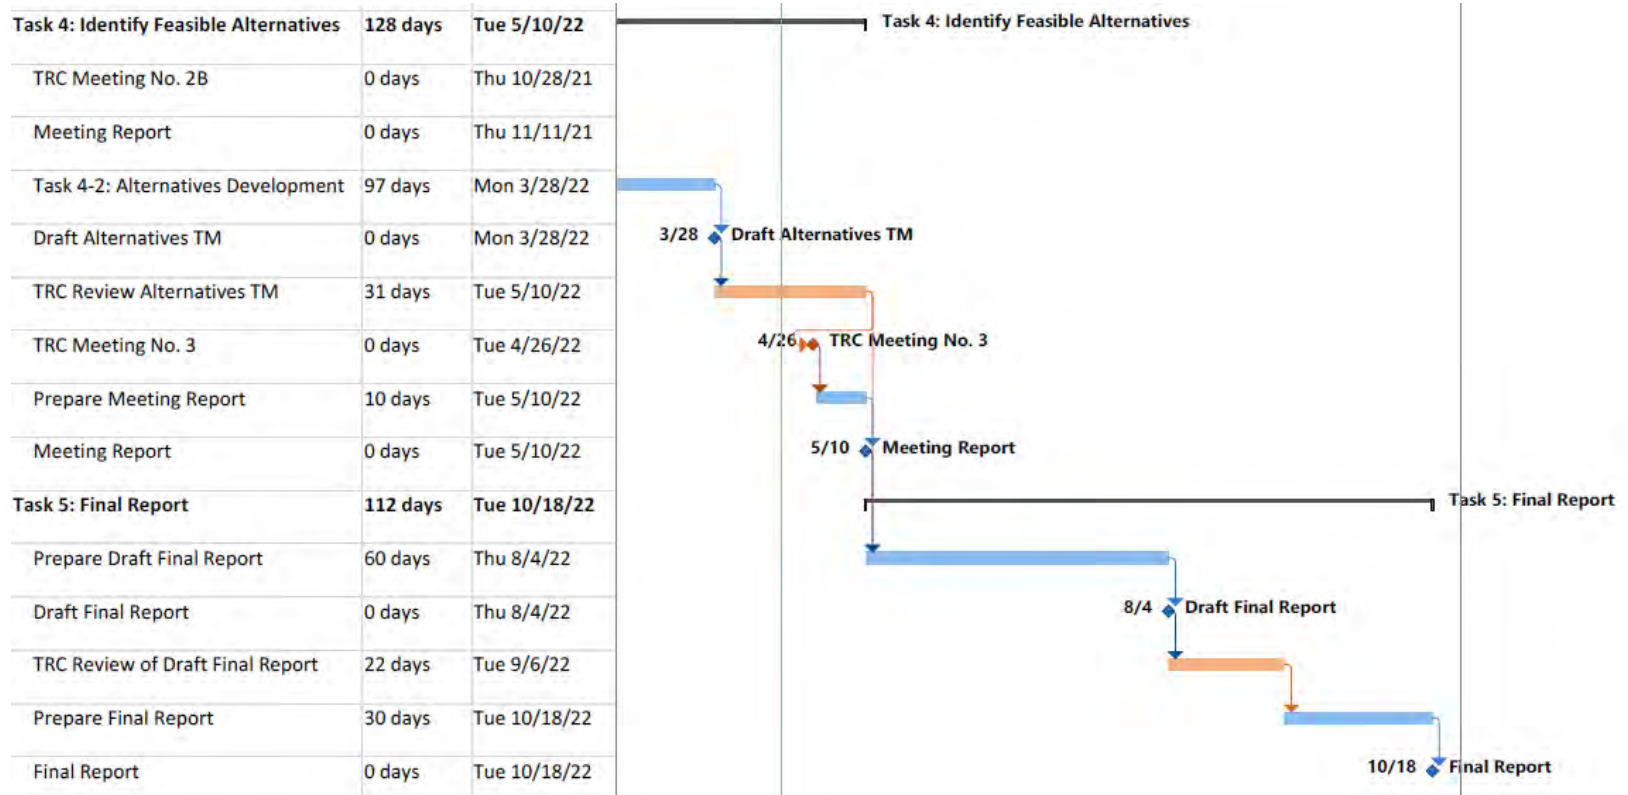 Task 4: Identify Feasible Alternatives 128 days Tue 5/10/22 Task 4: Identify Feasible Alternatives
TRC Meeting No. 2B 0 days Thu 10/28/21
Meeting Report 0 days Thu 11/11/21
Task 4-2: Alternatives Development 97 days Mon 3/28/22
Draft Alternatives TM 0 days Mon 3/28/22 3/28 Draft Alternatives TM
TRC Review Alternatives TM 31 days Tue 5/10/22
TRC Meeting No. 3 0 days Tue 4/26/22 4/26 TRC Meeting No. 3
Prepare Meeting Report 10 days Tue 5/10/22
Meeting Report 0 days Tue 5/10/22 5/10 Meeting Report
Task 5: Final Report 112 days Tue 10/18/22 Task 5: Final Report
Prepare Draft Final Report 60 days Thu 8/4/22
Draft Final Report 0 days Thu 8/4/22 8/4 Draft Final Report
TRC Review of Draft Final Report 22 days Tue 9/6/22
Prepare Final Report 30 days Tue 10/18/22
Final Report 0 days Tue 10/18/22 10/18 Final Report